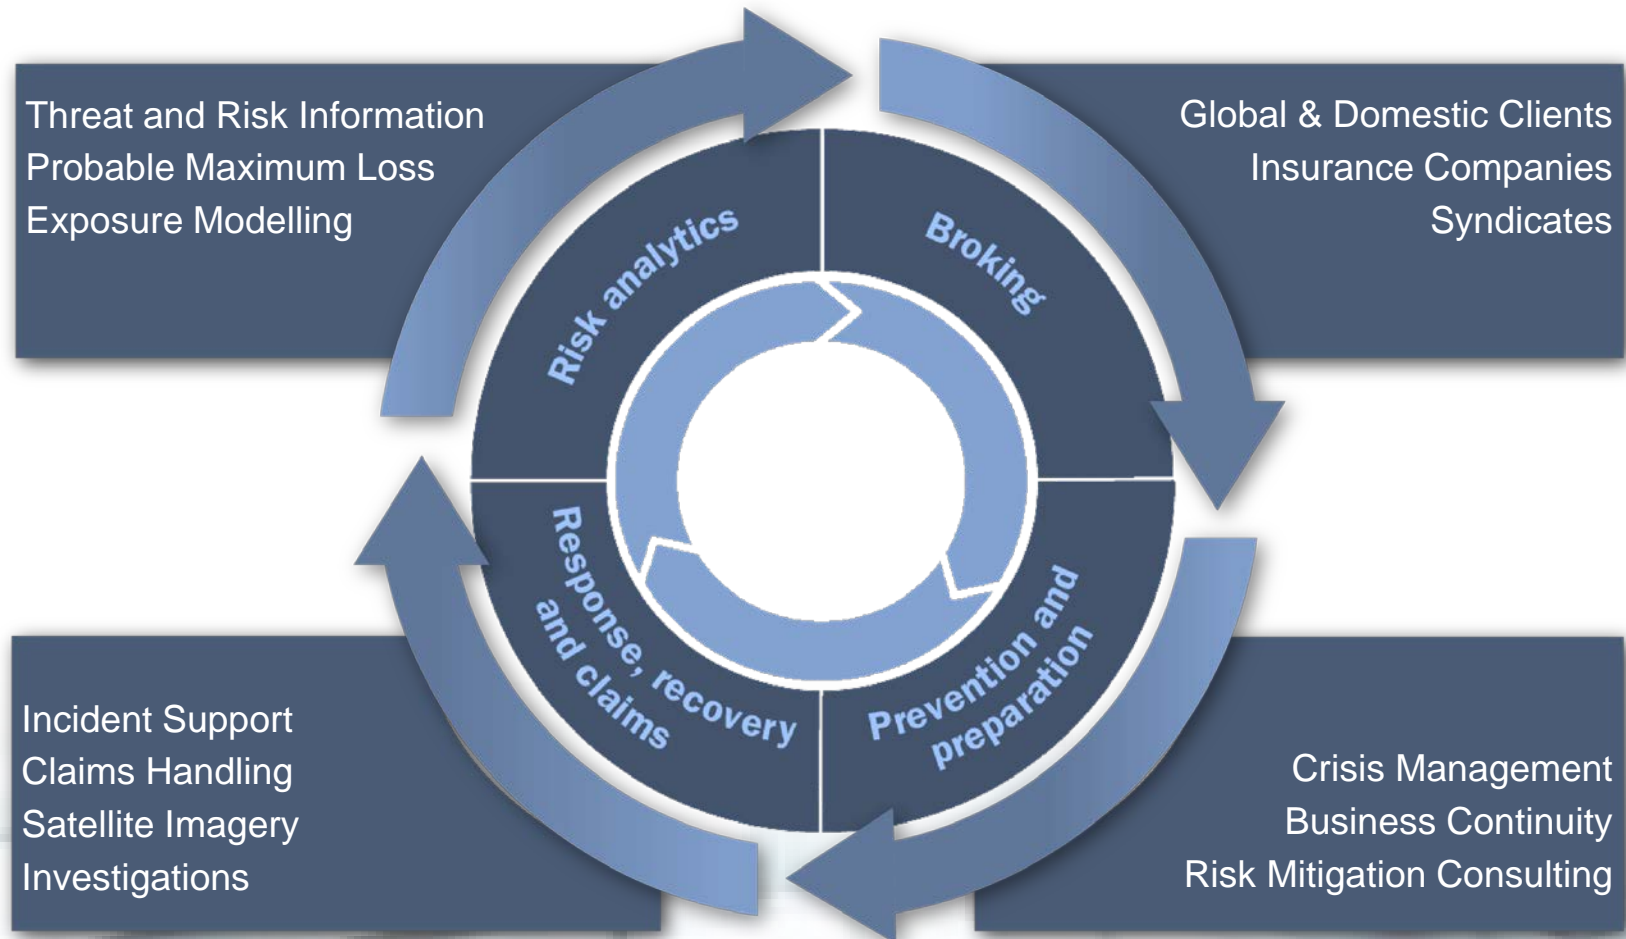 Threat and Risk Information
Probable Maximum Loss
Exposure Modelling
Global & Domestic Clients
Insurance Companies
Syndicates
Risk analytics
Broking
Response, recovery
and claims
Prevention and
preparation
Incident Support
Claims Handling
Satellite Imagery
Investigations
Crisis Management
Business Continuity
Risk Mitigation Consulting